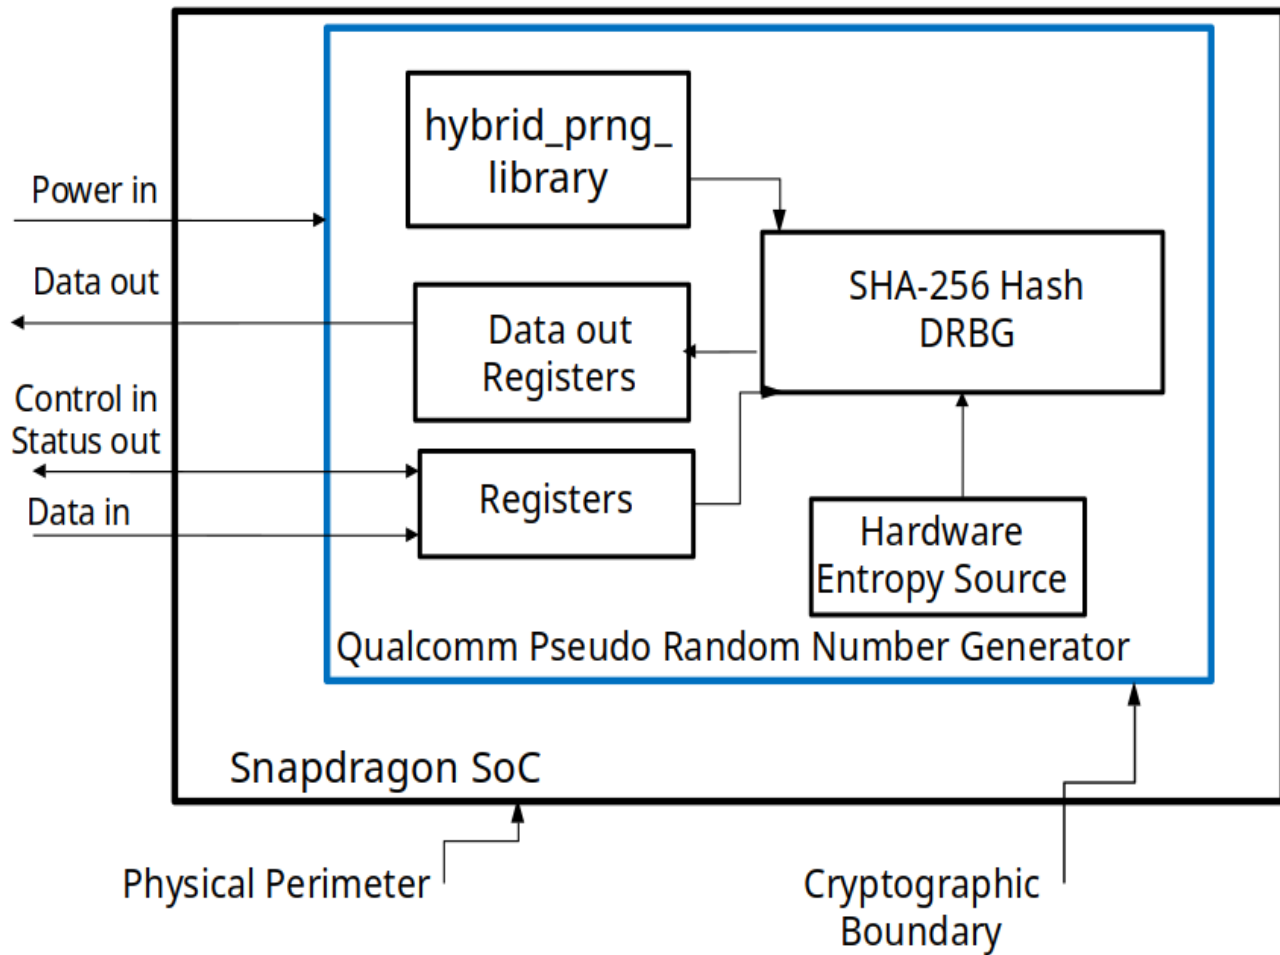 hybrid_prng_
library
Power in
Data out
SHA-256 Hash
DRBG
Data out
Registers
Control in
Status out
Data in
Registers
Hardware
Entropy Source
Qualcomm Pseudo Random Number Generator
Snapdragon SoC
Physical Perimeter
Cryptographic
Boundary